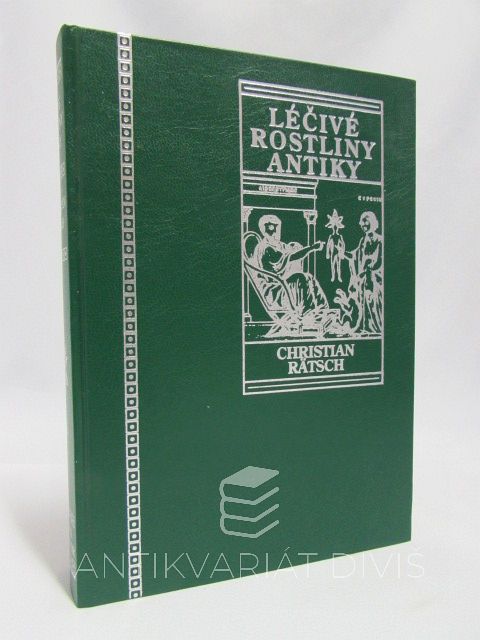 LÉČIVÉ
ROSTLINY
ANTIKY
CHRISTIAN
RÄTSCH
ANTIKVARIÁT DIVIŠ